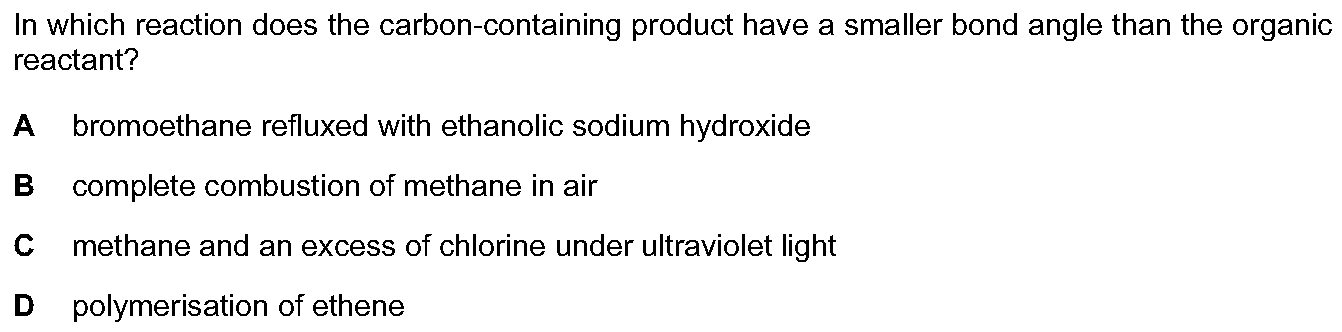 In which reaction does the carbon-containing product have a smaller bond angle than the organic
reactant?
A bromoethane refluxed with ethanolic sodium hydroxide
B complete combustion of methane in air
C methane and an excess of chlorine under ultraviolet light
D polymerisation of ethene